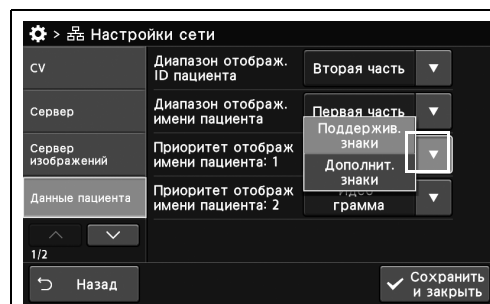 > Настройки сети
CV
Сервер
Сервер
изображений
Данные пациента
1/2
Диапазон отображ.
ID пациента
Вторая часть
Диапазон отображ.
имени пациента
Первая часть
Приоритет отображ
имени пациента: 1
Поддержив.
знаки
Дополнит.
знаки
Приоритет отображ
имени пациента: 2
грамма
Назад
Сохранить
и закрыть